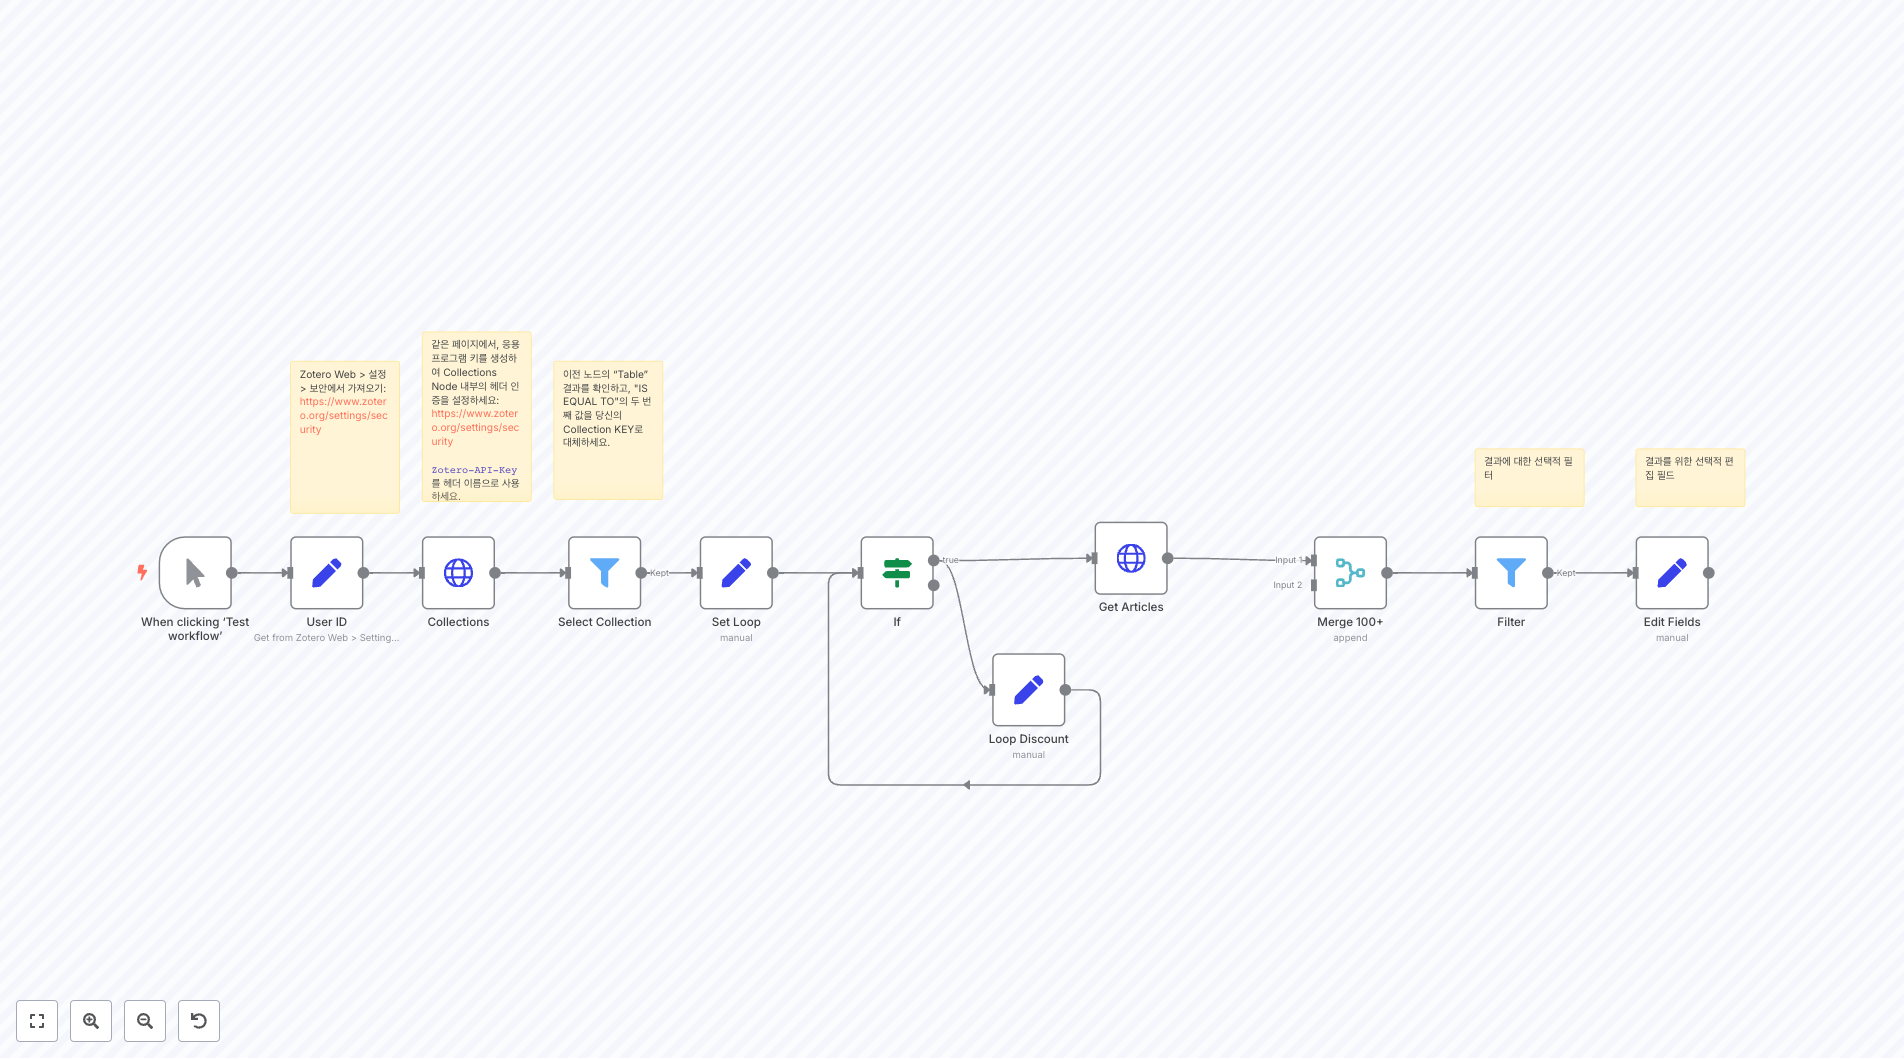 Zotero Web > 설정
> 보안에서 가져오기:
https://www.zoter
o.org/settings/sec
urity
같은 페이지에서, 응용
프로그램 키를 생성하
여 Collections
Node 내부의 헤더 인
증을 설정하세요:
https://www.zoter
o.org/settings/sec
urity
Zotero-API-Key
를 헤더 이름으로 사용
하세요.
이전 노드의 “Table”
결과를 확인하고, "IS
EQUAL TO"의 두 번
째 값을 당신의
Collection KEY로
대체하세요.
결과에 대한 선택적 필
터
결과를 위한 선택적 편
집 필드
When clicking ‘Test
workflow’
User ID
Get from Zotero Web > Setting...
Collections
Select Collection
Kept
Set Loop
manual
If
true
Loop Discount
manual
Get Articles
Input 1
Input 2
Merge 100+
append
Filter
Kept
Edit Fields
manual